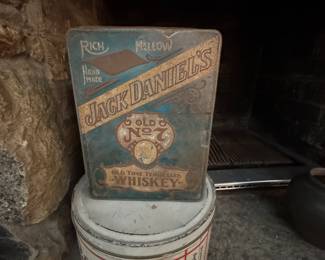 RICH MELLOW
HAND
MADE
JACK DANIEL'S
OLD
No 7
OLD TIME TENNESSEE
WHISKEY